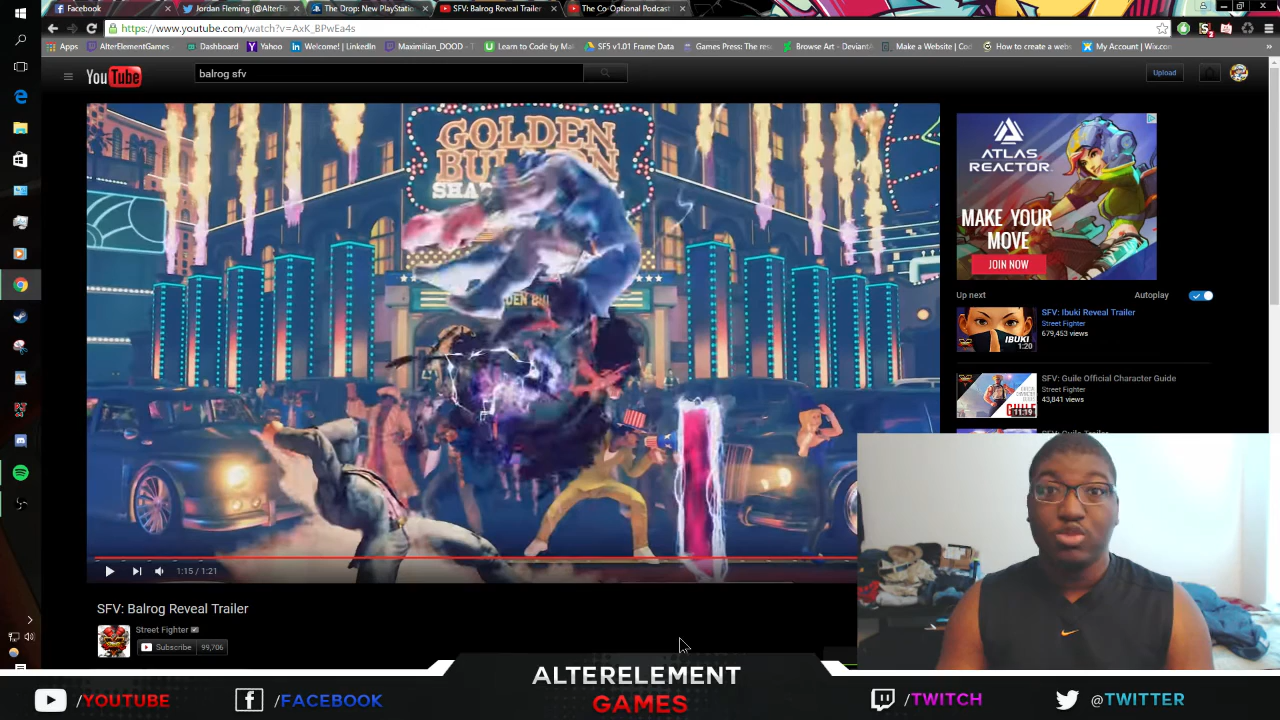 Facebook
Jordan Fleming (@AlterEl
The Drop: New PlayStatio
SFV: Balrog Reveal Trailer
The Co-Optional Podcast
https://www.youtube.com/watch?v=AxK_BPwEa4s
Apps
AlterElementGames
Dashboard
Yahoo
Welcome! | LinkedIn
Maximilian_DOOD - T
Learn to Code by Ma
SF5 v1.01 Frame Data
Games Press: The res
Browse Art - DeviantA
Make a Website | Cod
How to create a webs
My Account | Wix.com
YouTube
balrog sfv
Upload
GOLDEN
ATLAS
REACTOR
MAKE YOUR
MOVE
JOIN NOW
Up next
Autoplay
SFV: Ibuki Reveal Trailer
Street Fighter
679,453 views
IBUKI
1:20
SFV: Guile Official Character Guide
Street Fighter
43,841 views
11:19
1:15 / 1:21
SFV: Balrog Reveal Trailer
Street Fighter
Subscribe
99,706
ALTERELEMENT
GAMES
/YOUTUBE
/FACEBOOK
/TWITCH
@TWITTER